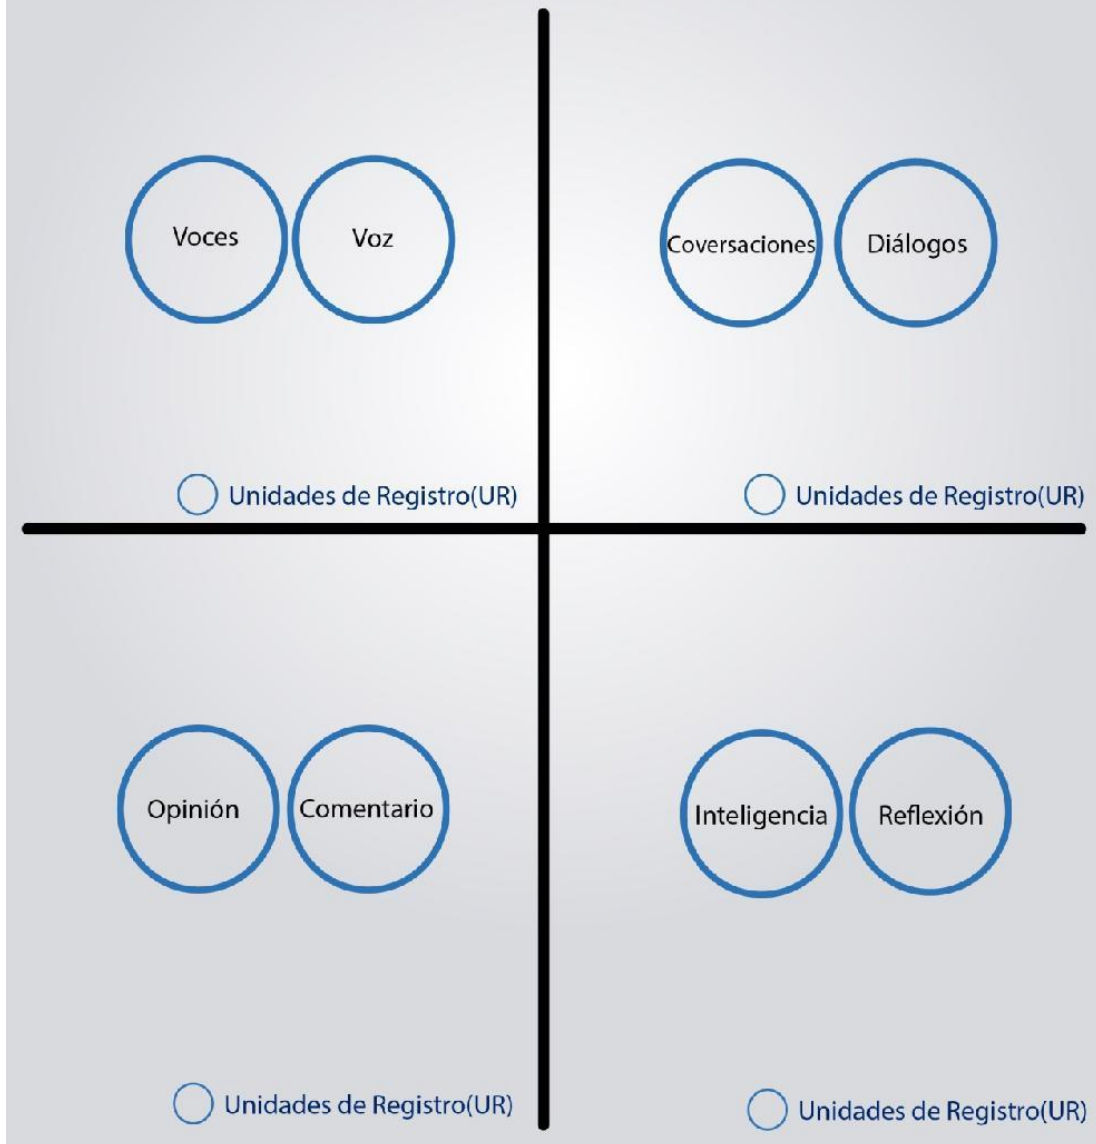 Voces
Voz
Coversaciones
Diálogos
Unidades de Registro(UR)
Unidades de Registro(UR)
Opinión
Comentario
Inteligencia
Reflexión
Unidades de Registro(UR)
Unidades de Registro(UR)